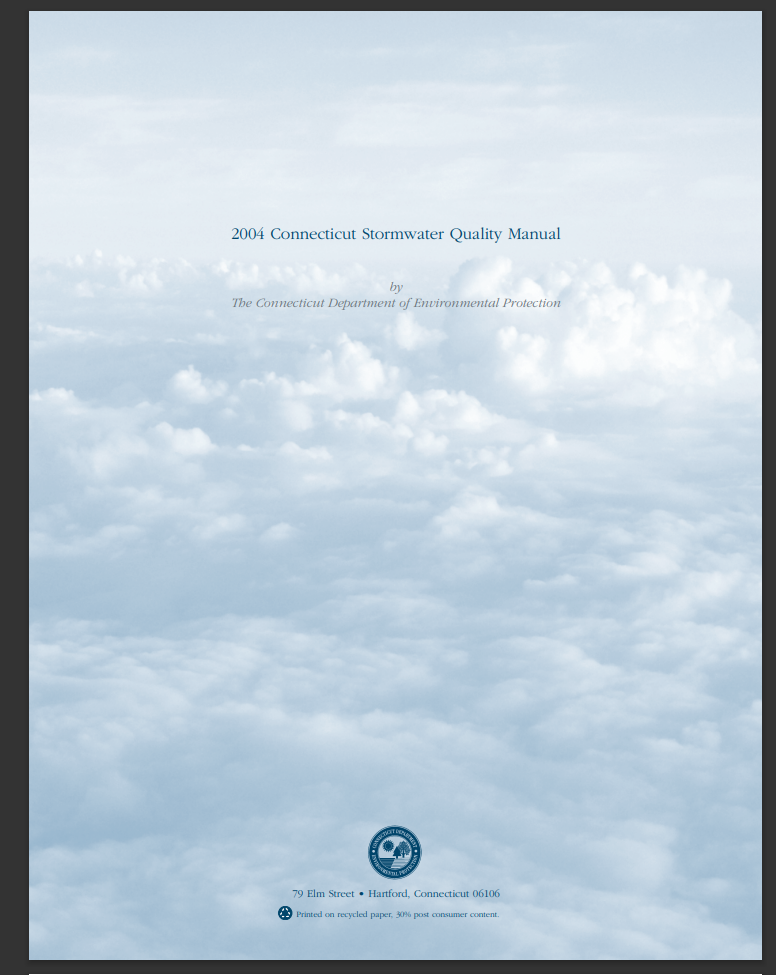 2004 Connecticut Stormwater Quality Manual
by
The Connecticut Department of Environmental Protection
CONNECTICUT DEPARTMENT
ENVIRONMENTAL PROTECTION
79 Elm Street • Hartford, Connecticut 06106
Printed on recycled paper, 30% post consumer content.